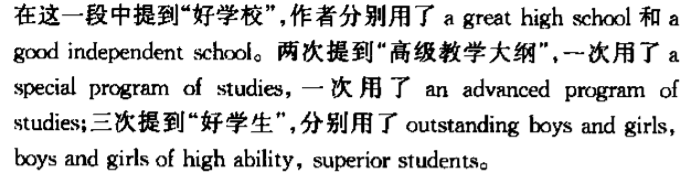 在这一段中提到“好学校”,作者分别用了 a great high school 和 a
good independent school。两次提到“高级教学大纲”,一次用了 a
special program of studies, 一次用了 an advanced program of
studies;三次提到“好学生”,分别用了 outstanding boys and girls,
boys and girls of high ability, superior students。